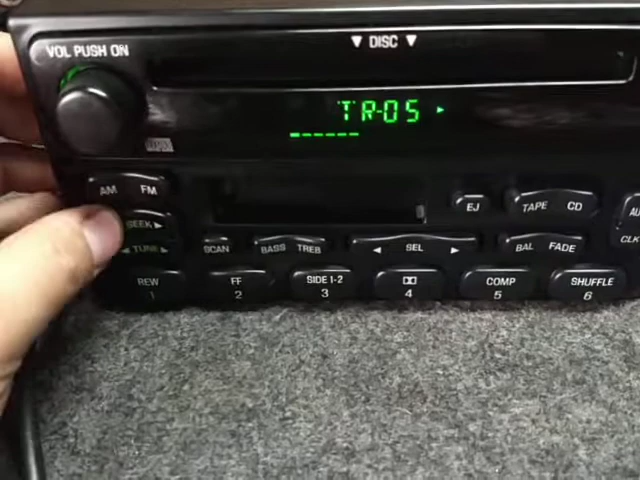 VOL PUSH ON
▼ DISC ▼
TR-05 ▸
AM FM
EJ
TAPE CD
SEEK ▶
◀ TUNE ▶
SCAN
BASS TREB
◀ SEL ▶
BAL FADE
CLK
REW
1
FF
2
SIDE 1-2
3
4
COMP
5
SHUFFLE
6